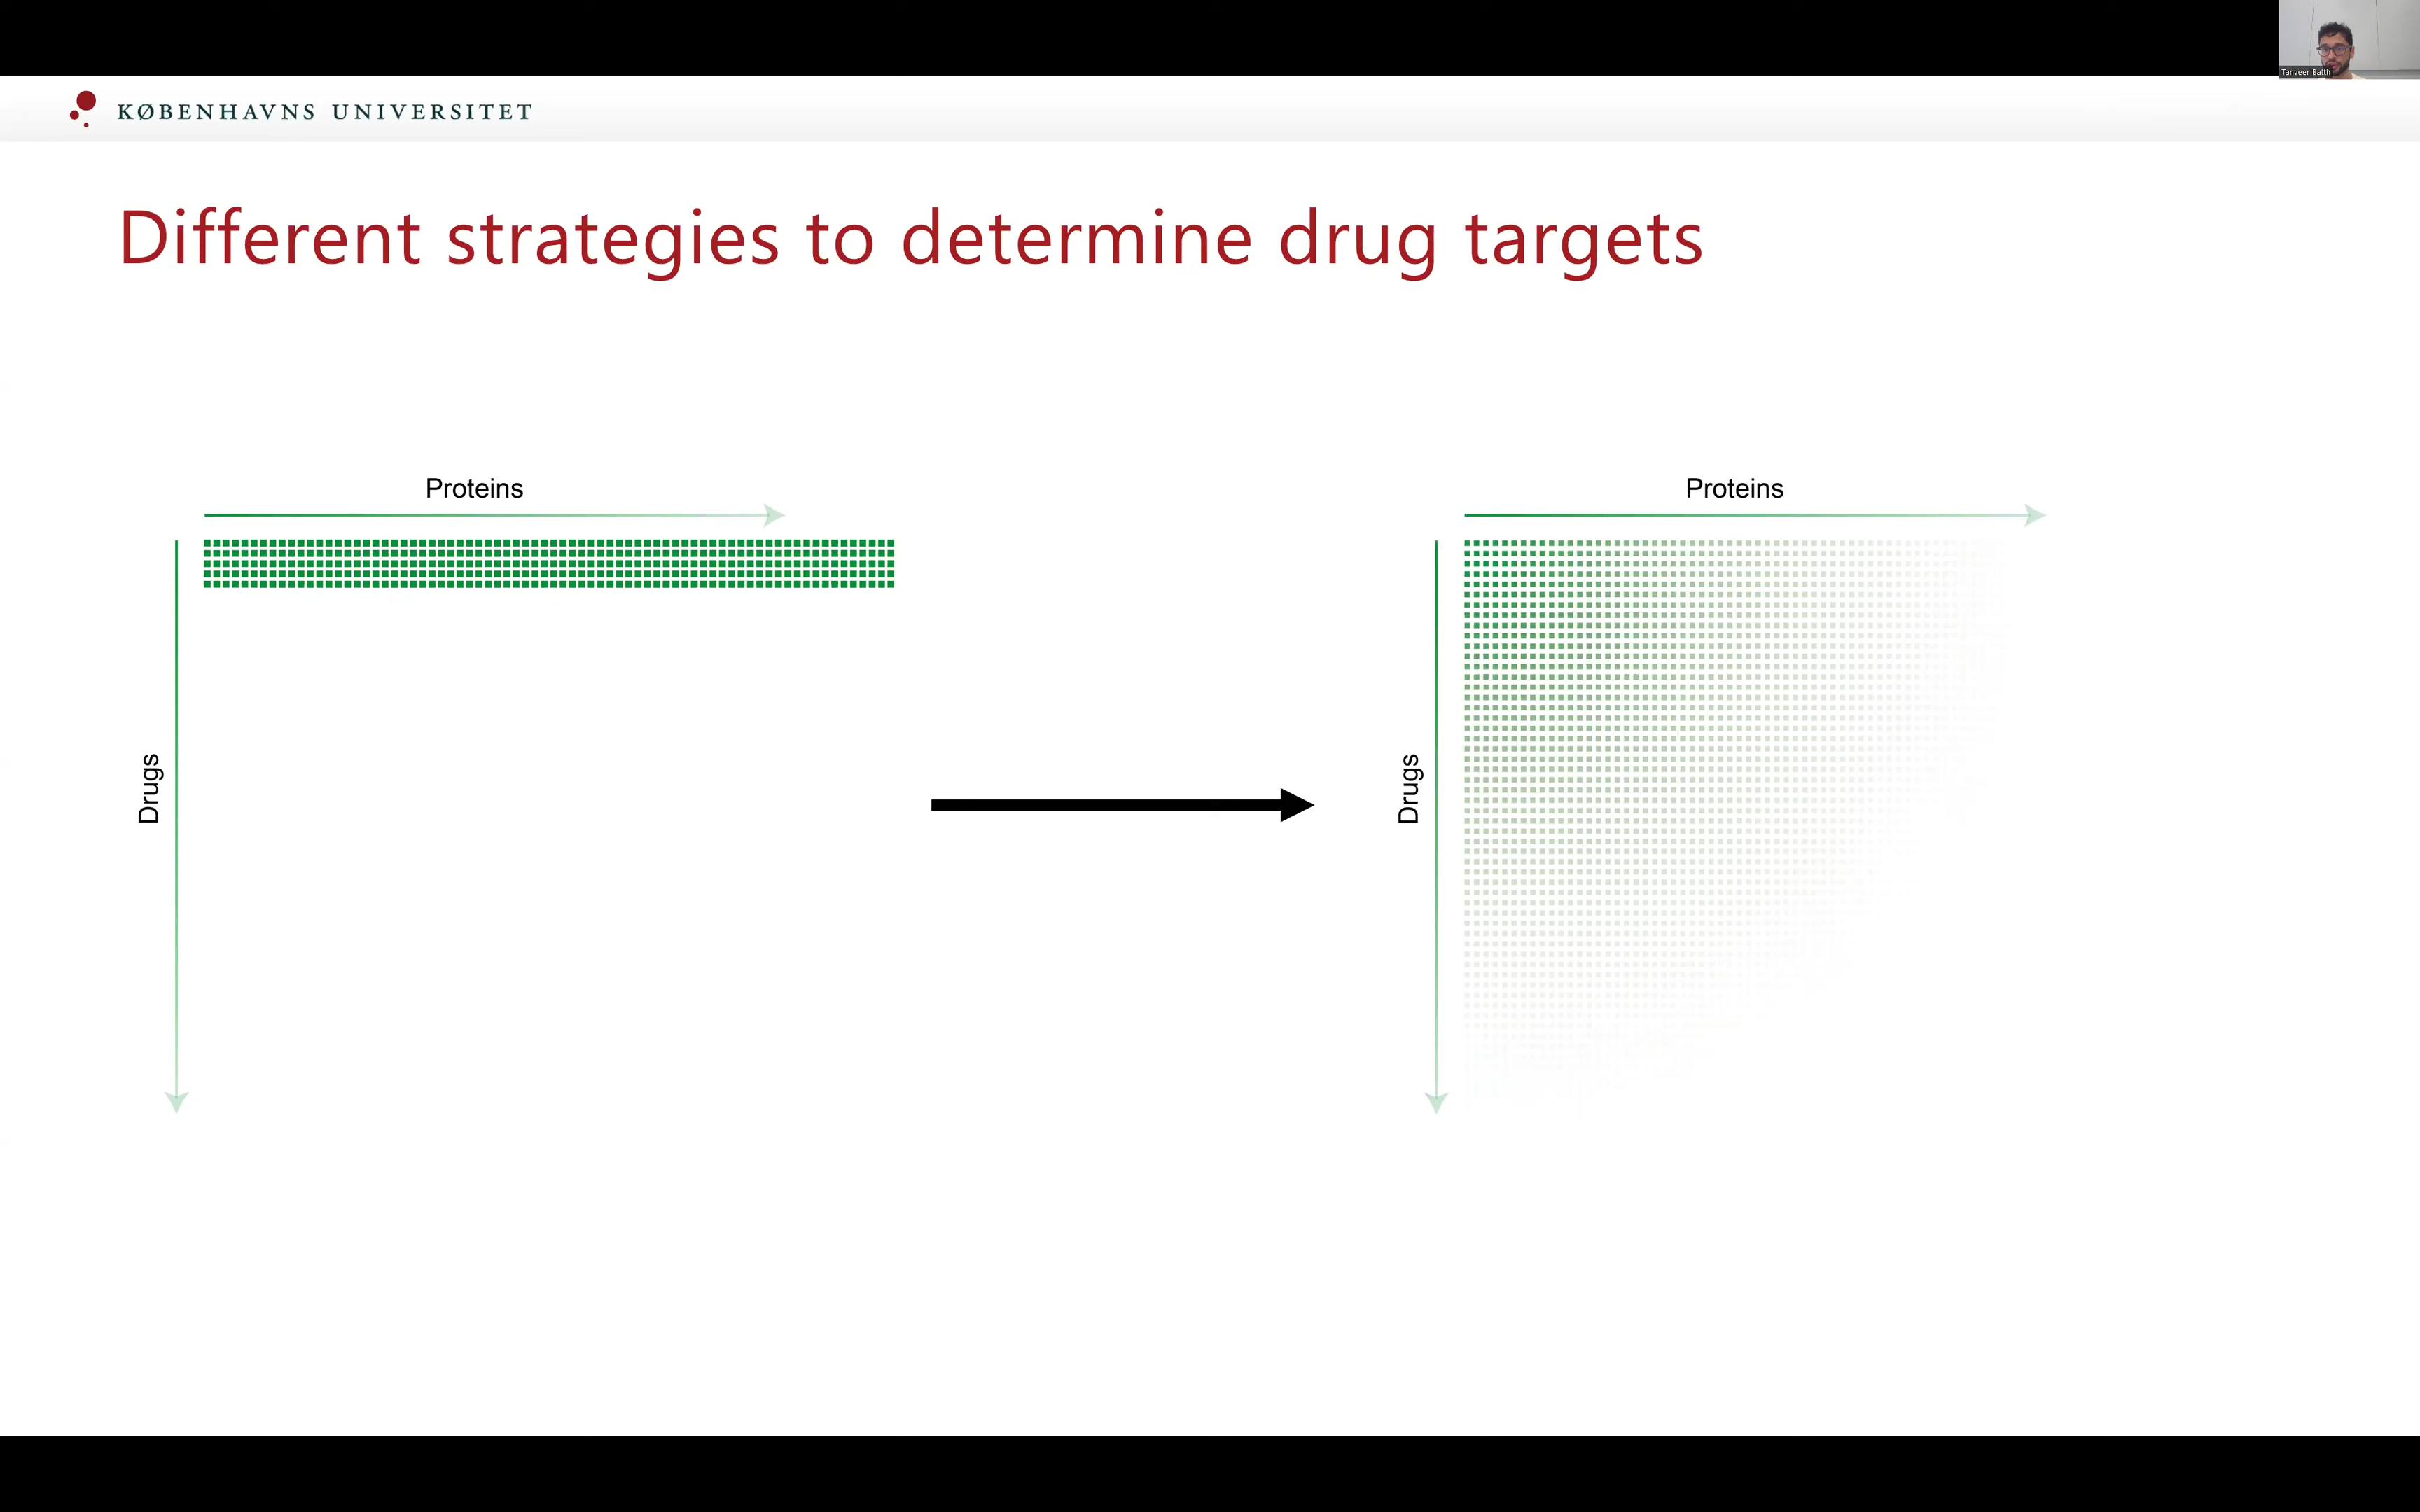 Tanveer Batth
KØBENHAVNS UNIVERSITET
Different strategies to determine drug targets
Proteins
Drugs
Proteins
Drugs